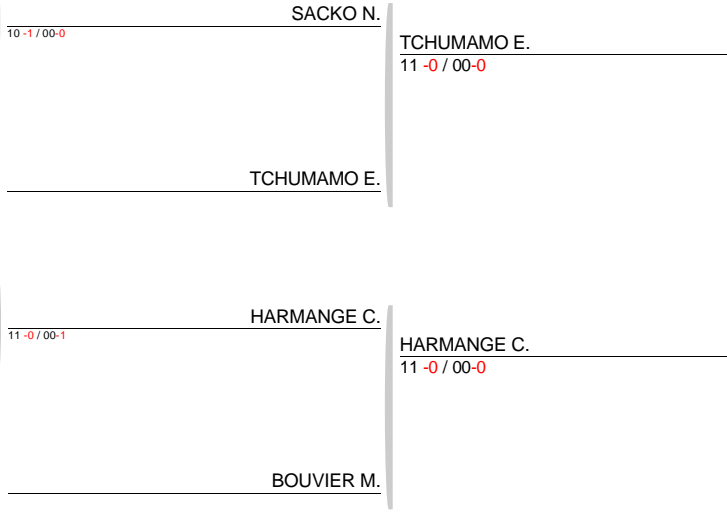 SACKO N.
10 -1 / 00-0
TCHUMAMO E.
11 -0 / 00-0
TCHUMAMO E.
HARMANGE C.
11 -0 / 00-1
HARMANGE C.
11 -0 / 00-0
BOUVIER M.